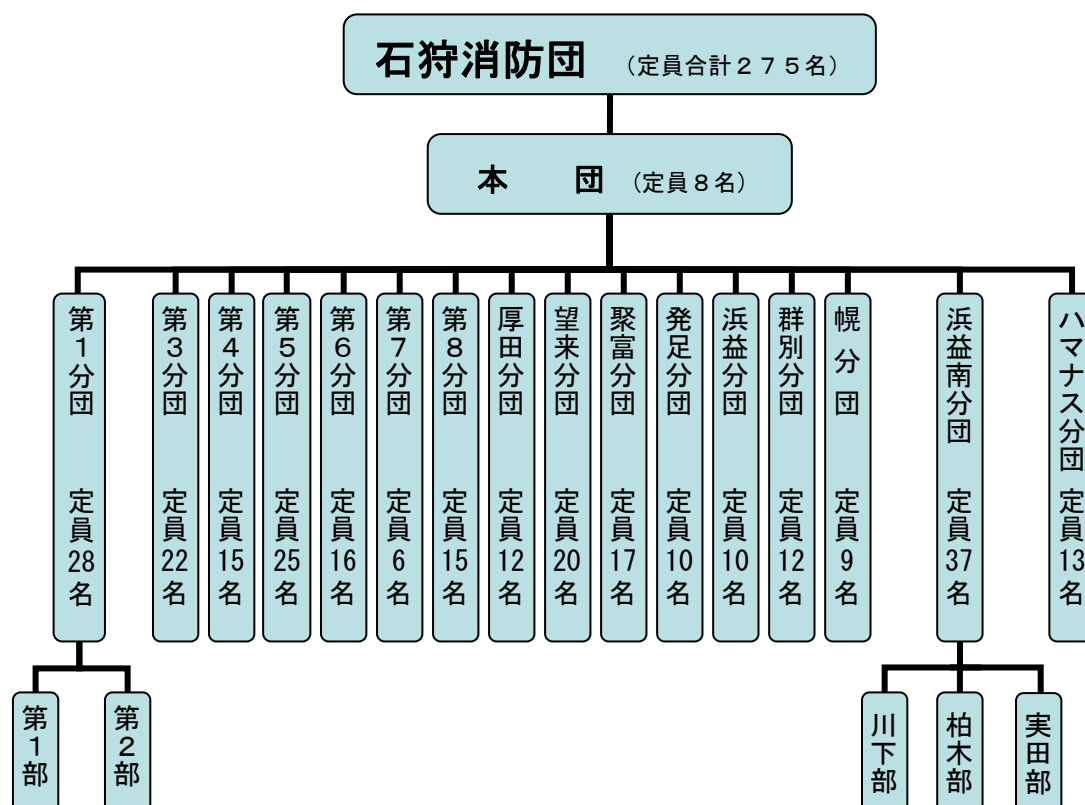 石狩消防団 （定員合計２７５名）
本　団 （定員８名）
第１分団 定員28名
第３分団 定員22名
第４分団 定員15名
第５分団 定員25名
第６分団 定員16名
第７分団 定員6名
第８分団 定員15名
厚田分団 定員12名
望来分団 定員20名
聚富分団 定員17名
発足分団 定員10名
浜益分団 定員10名
群別分団 定員12名
幌分団 定員9名
浜益南分団 定員37名
ハマナス分団 定員13名
第１部
第２部
川下部
柏木部
実田部